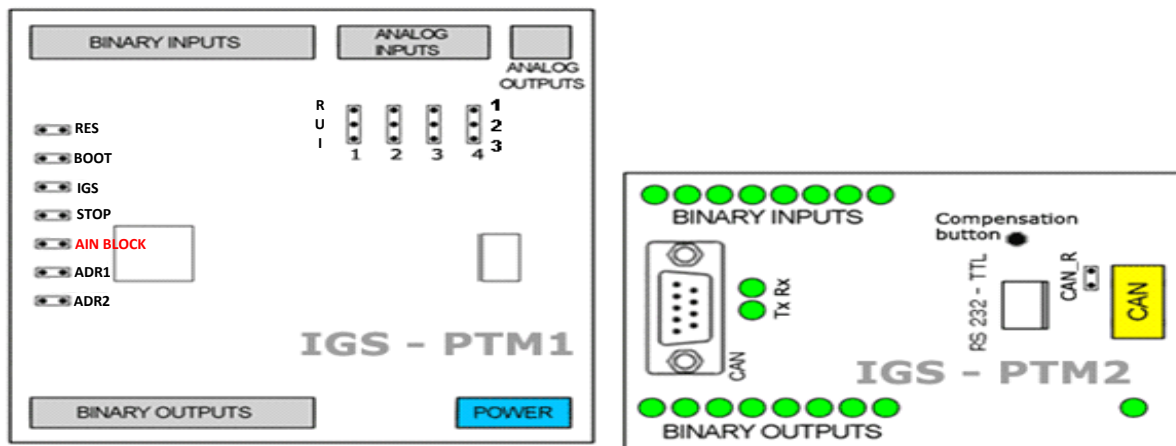 BINARY INPUTS
ANALOG
INPUTS
ANALOG
OUTPUTS
R
U
I
1
2
3
1 2 3 4
RES
BOOT
IGS
STOP
AIN BLOCK
ADR1
ADR2
IGS - PTM1
BINARY OUTPUTS
POWER
BINARY INPUTS
Compensation
button
Tx Rx
CAN
RS 232 - TTL
CAN_R
CAN
IGS - PTM2
BINARY OUTPUTS